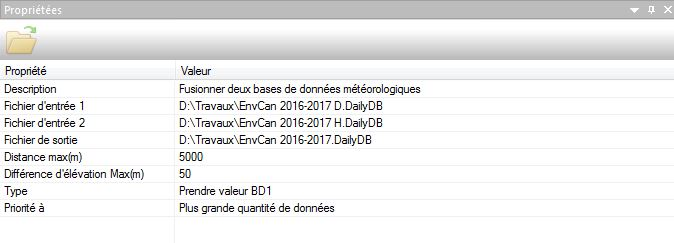 Propriétées
Propriété Valeur
Description Fusionner deux bases de données météorologiques
Fichier d'entrée 1 D:\Travaux\EnvCan 2016-2017 D.DailyDB
Fichier d'entrée 2 D:\Travaux\EnvCan 2016-2017 H.DailyDB
Fichier de sortie D:\Travaux\EnvCan 2016-2017.DailyDB
Distance max(m) 5000
Différence d'élévation Max(m) 50
Type Prendre valeur BD1
Priorité à Plus grande quantité de données